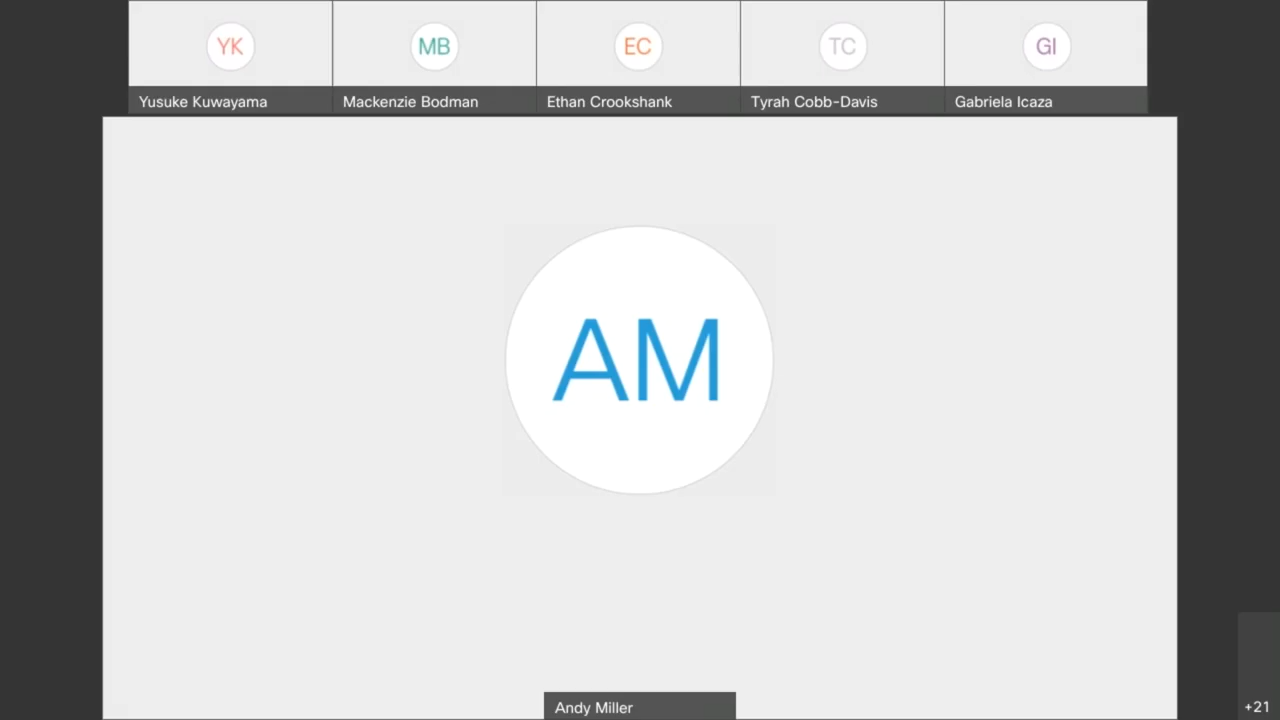 YK
MB
EC
TC
GI
Yusuke Kuwayama
Mackenzie Bodman
Ethan Crookshank
Tyrah Cobb-Davis
Gabriela Icaza
AM
Andy Miller
+21